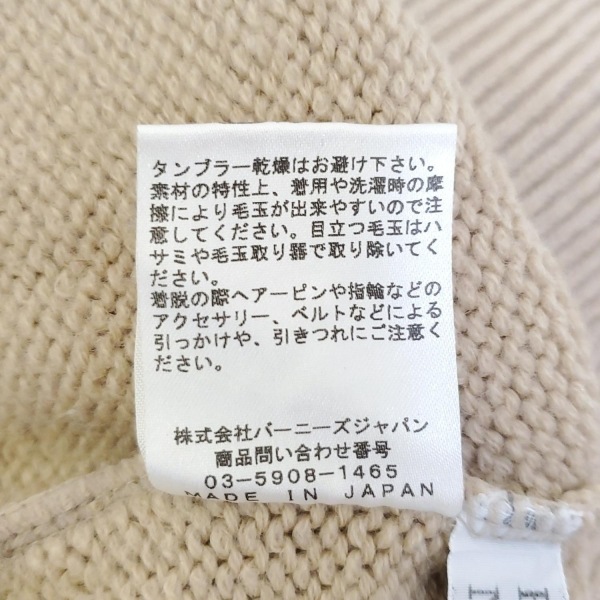 タンブラー乾燥はお避け下さい。
素材の特性上、着用や洗濯時の摩
擦により毛玉が出来やすいので注
意してください。目立つ毛玉はハ
サミや毛玉取り器で取り除いてく
ださい。
着脱の際ヘアーピンや指輪などの
アクセサリー、ベルトなどによる
引っかけや、引きつれにご注意く
ださい。
株式会社バーニーズジャパン
商品問い合わせ番号
03-5908-1465
MADE IN JAPAN